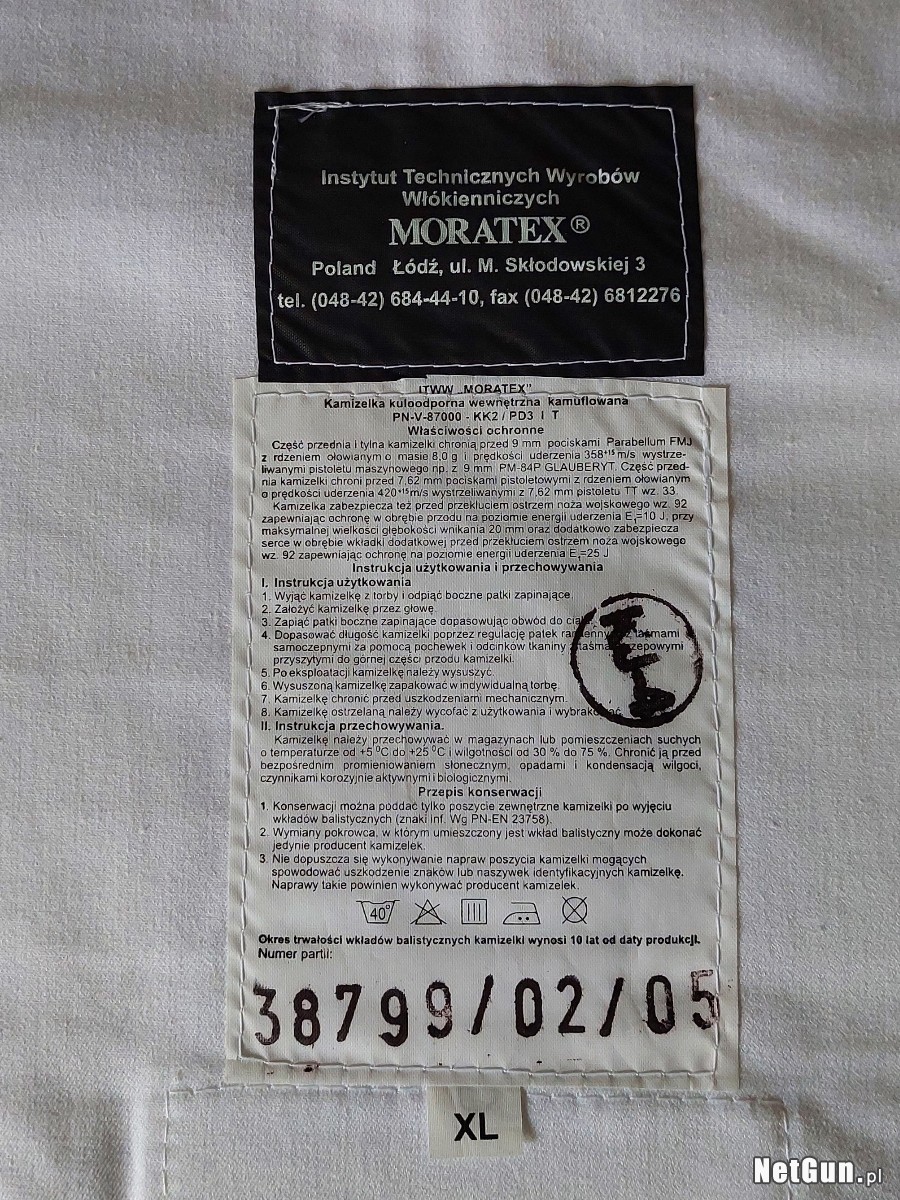 Instytut Technicznych Wyrobów
Włókienniczych
MORATEX®
Poland Łódź, ul. M. Skłodowskiej 3
tel. (048-42) 684-44-10, fax (048-42) 6812276
ITWW „MORATEX"
Kamizelka kuloodporna wewnętrzna kamuflowana
PN-V-87000 - KK2 / PD3 I T
Właściwości ochronne
Część przednia i tylna kamizelki chronią przed 9 mm pociskami Parabellum FMJ
z rdzeniem ołowianym o masie 8,0 g i prędkości uderzenia 358⁺¹⁵m/s wystrze-
liwanymi pistoletu maszynowego np. z 9 mm PM-84P GLAUBERYT. Część przed-
nia kamizelki chroni przed 7,62 mm pociskami pistoletowymi z rdzeniem ołowianym
o prędkości uderzenia 420⁺¹⁵m/s wystrzeliwanymi z 7,62 mm pistoletu TT wz. 33.
Kamizelka zabezpiecza też przed przekłuciem ostrzem noża wojskowego wz. 92
zapewniając ochronę w obrębie przodu na poziomie energii uderzenia E₁=10 J, przy
maksymalnej wielkości głębokości wnikania 20 mm oraz dodatkowo zabezpiecza
serce w obrębie wkładki dodatkowej przed przekłuciem ostrzem noża wojskowego
wz. 92 zapewniając ochronę na poziomie energii uderzenia E₁=25 J
Instrukcja użytkowania i przechowywania
I. Instrukcja użytkowania
1. Wyjąć kamizelkę z torby i odpiąć boczne patki zapinające.
2. Założyć kamizelkę przez głowę.
3. Zapiąć patki boczne zapinające dopasowując obwód do ciała.
4. Dopasować długość kamizelki poprzez regulację patek z taśmami
samoczepnymi za pomocą pochewek i odcinków tkaniny z
przyszytymi do górnej części przodu kamizelki.
5. Po eksploatacji kamizelkę należy wysuszyć.
6. Wysuszoną kamizelkę zapakować w indywidualną torbę.
7. Kamizelkę chronić przed uszkodzeniami mechanicznym.
8. Kamizelkę ostrzelaną należy wycofać z użytkowania i wybrakować.
II. Instrukcja przechowywania.
Kamizelkę należy przechowywać w magazynach lub pomieszczeniach suchych
o temperaturze od +5 ⁰C do +25 ⁰C i wilgotności od 30 % do 75 %. Chronić ją przed
bezpośrednim promieniowaniem słonecznym, opadami i kondensacją wilgoci,
czynnikami korozyjnie aktywnymi i biologicznymi.
Przepis konserwacji
1. Konserwacji można poddać tylko poszycie zewnętrzne kamizelki po wyjęciu
wkładów balistycznych (znaki inf. Wg PN-EN 23758).
2. Wymiany pokrowca, w którym umieszczony jest wkład balistyczny może dokonać
jedynie producent kamizelek.
3. Nie dopuszcza się wykonywanie napraw poszycia kamizelki mogących
spowodować uszkodzenie znaków lub naszywek identyfikacyjnych kamizelkę.
Naprawy takie powinien wykonywać producent kamizelek.
40°
Okres trwałości wkładów balistycznych kamizelki wynosi 10 lat od daty produkcji.
Numer partii:
38799/02/05
XL
NetGun.pl